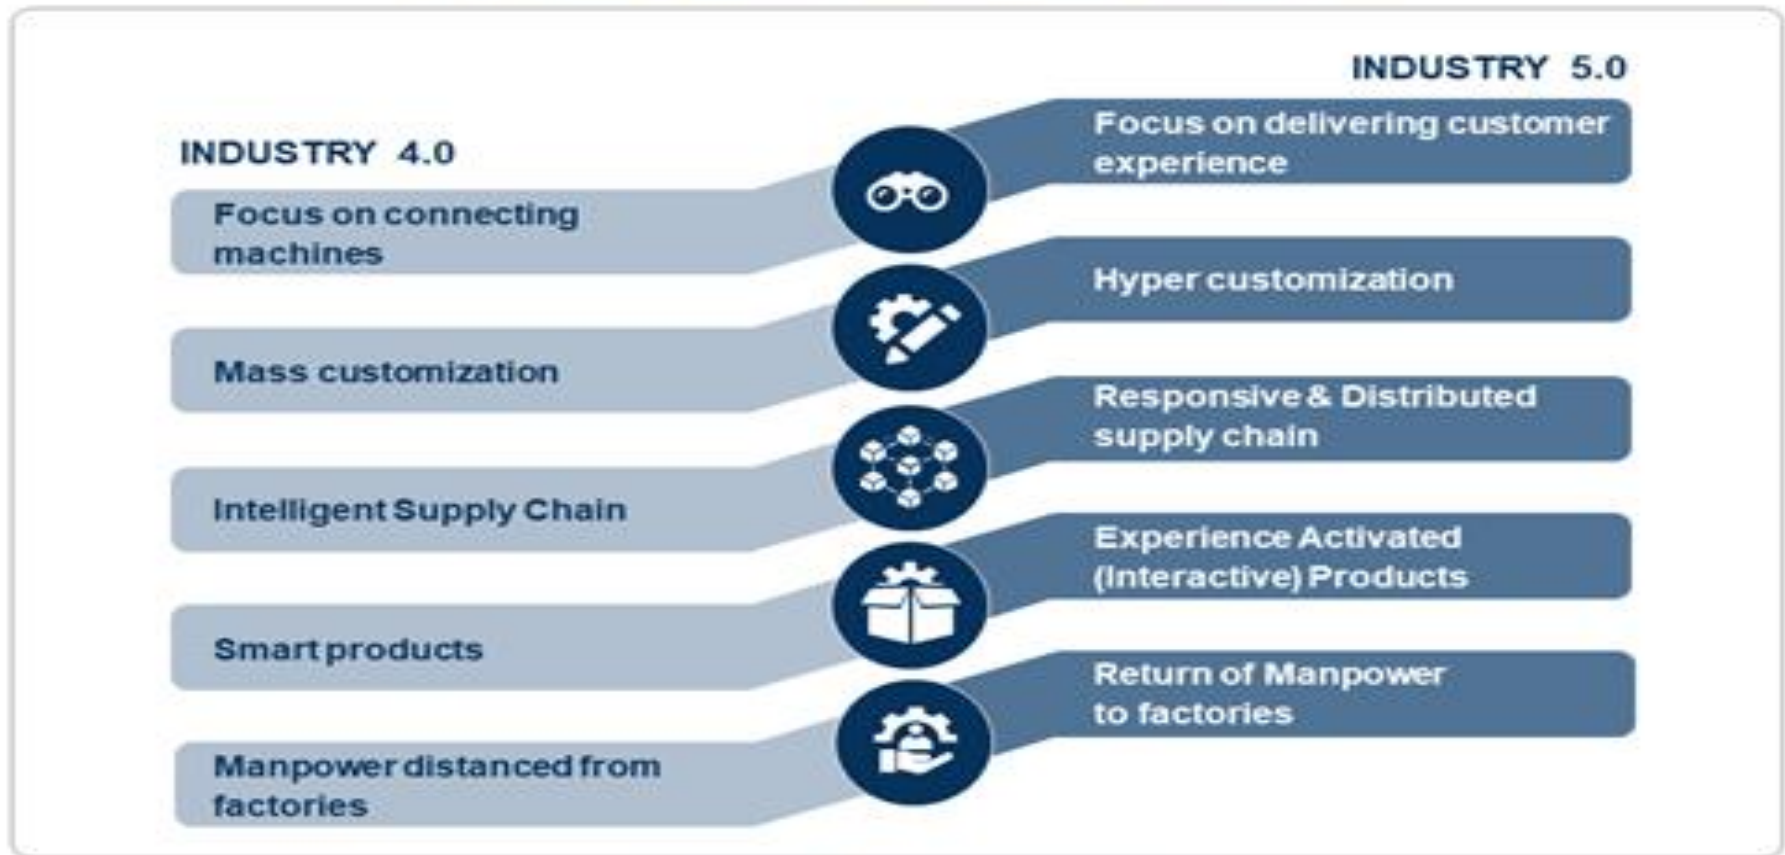 INDUSTRY 4.0
Focus on connecting
machines
Mass customization
Intelligent Supply Chain
Smart products
Manpower distanced from
factories
INDUSTRY 5.0
Focus on delivering customer
experience
Hyper customization
Responsive & Distributed
supply chain
Experience Activated
(Interactive) Products
Return of Manpower
to factories